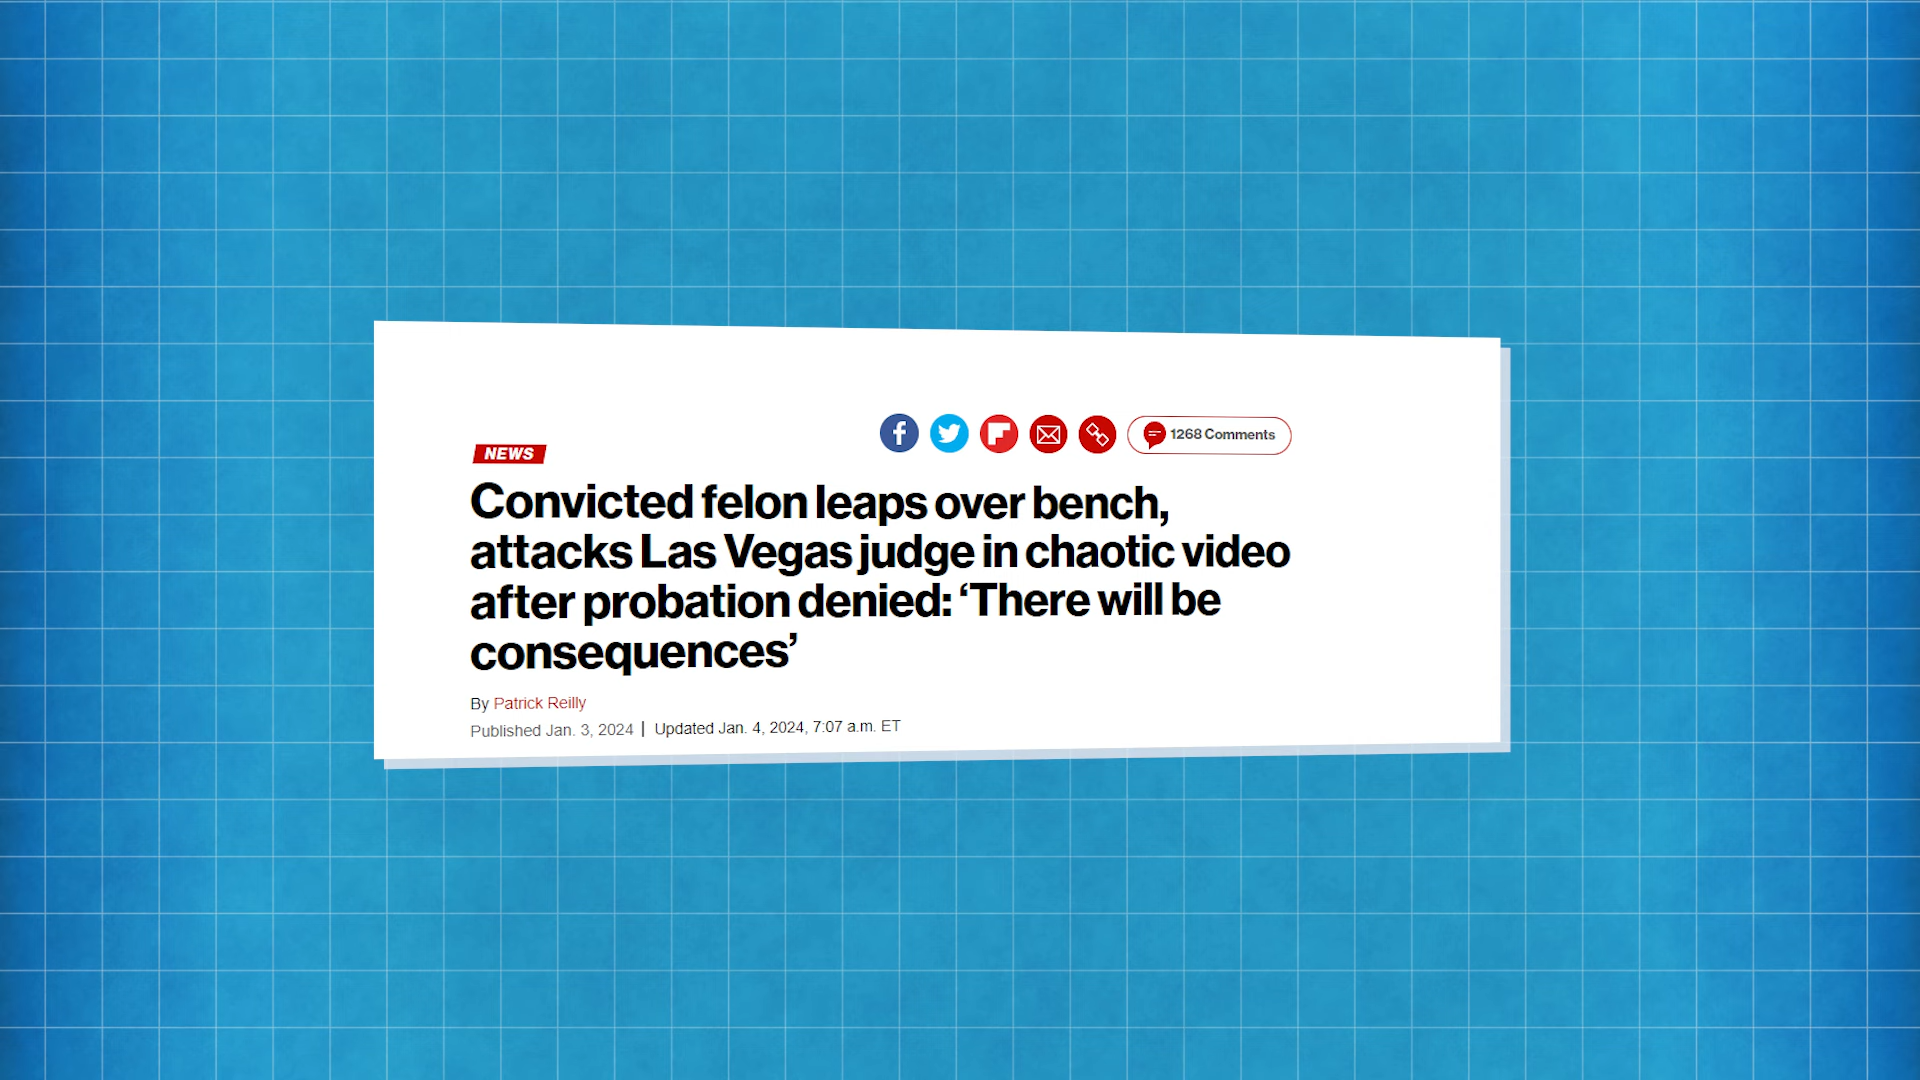 1268 Comments
NEWS
Convicted felon leaps over bench,
attacks Las Vegas judge in chaotic video
after probation denied: ‘There will be
consequences’
By Patrick Reilly
Published Jan. 3, 2024 | Updated Jan. 4, 2024, 7:07 a.m. ET